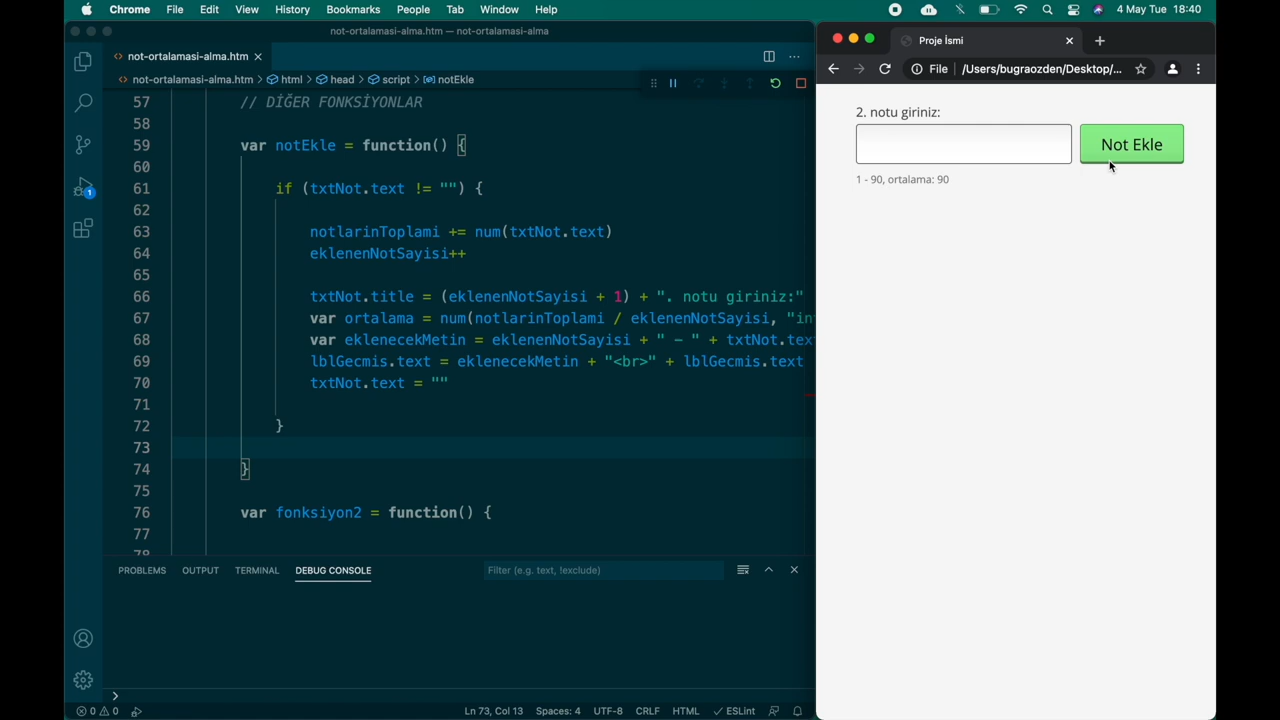 Chrome File Edit View History Bookmarks People Tab Window Help 4 May Tue 18:40
not-ortalamasi-alma.htm — not-ortalamasi-alma
not-ortalamasi-alma.htm
not-ortalamasi-alma.htm > html > head > script > notEkle
57 // DİĞER FONKSİYONLAR
58
59 var notEkle = function() {
60
61 if (txtNot.text != "") {
62
63 notlarinToplami += num(txtNot.text)
64 eklenenNotSayisi++
65
66 txtNot.title = (eklenenNotSayisi + 1) + ". notu giriniz:"
67 var ortalama = num(notlarinToplami / eklenenNotSayisi, "in
68 var eklenecekMetin = eklenenNotSayisi + " - " + txtNot.tex
69 lblGecmis.text = eklenecekMetin + "<br>" + lblGecmis.text
70 txtNot.text = ""
71
72 }
73
74 }
75
76 var fonksiyon2 = function() {
77
78
1
PROBLEMS OUTPUT TERMINAL DEBUG CONSOLE Filter (e.g. text, !exclude)
0 0 Ln 73, Col 13 Spaces: 4 UTF-8 CRLF HTML ESLint
Proje İsmi
File /Users/bugraozden/Desktop/...
2. notu giriniz:
Not Ekle
1 - 90, ortalama: 90